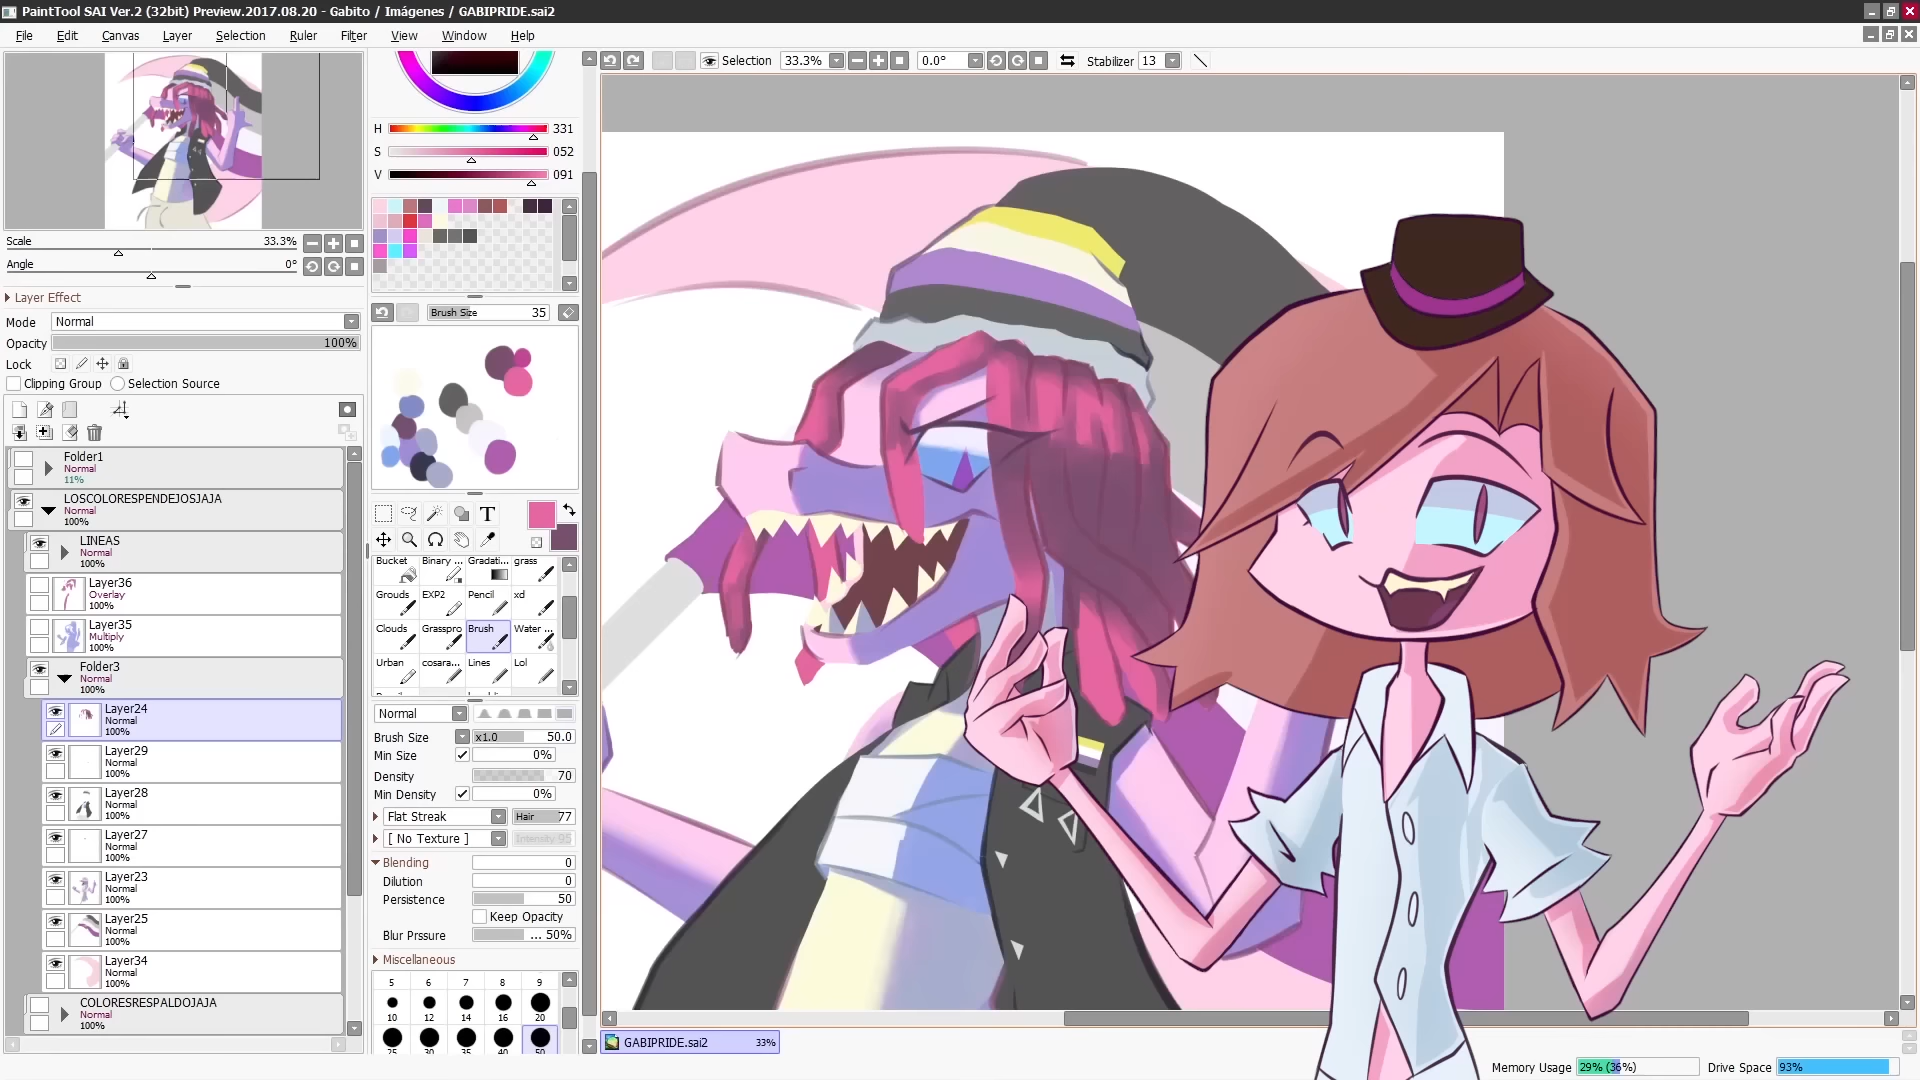 PaintTool SAI Ver.2 (32bit) Preview.2017.08.20 - Gabito / Imágenes / GABIPRIDE.sai2
File Edit Canvas Layer Selection Ruler Filter View Window Help
Selection 33.3% 0.0° Stabilizer 13
Scale 33.3%
Angle 0°
Layer Effect
Mode Normal
Opacity 100%
Lock
Clipping Group Selection Source
Folder1
Normal
11%
LOSCOLORESPENDEJOSJAJA
Normal
100%
LINEAS
Normal
100%
Layer36
Overlay
100%
Layer35
Multiply
100%
Folder3
Normal
100%
Layer24
Normal
100%
Layer29
Normal
100%
Layer28
Normal
100%
Layer27
Normal
100%
Layer23
Normal
100%
Layer25
Normal
100%
Layer34
Normal
100%
COLORESRESPALDOJAJA
Normal
100%
H 331
S 052
V 091
Brush Size 35
T
Bucket Binary ... Gradati... grass
Grouds EXP2 Pencil xd
Clouds Grasspro Brush Water ...
Urban cosara... Lines Lol
Normal
Brush Size x1.0 50.0
Min Size 0%
Density 70
Min Density 0%
Flat Streak Hair 77
[ No Texture ] Intensity 95
Blending 0
Dilution 0
Persistence 50
Keep Opacity
Blur Prssure ... 50%
Miscellaneous
5 6 7 8 9
10 12 14 16 20
25 30 35 40 50
GABIPRIDE.sai2 33%
Memory Usage 29% (36%) Drive Space 93%